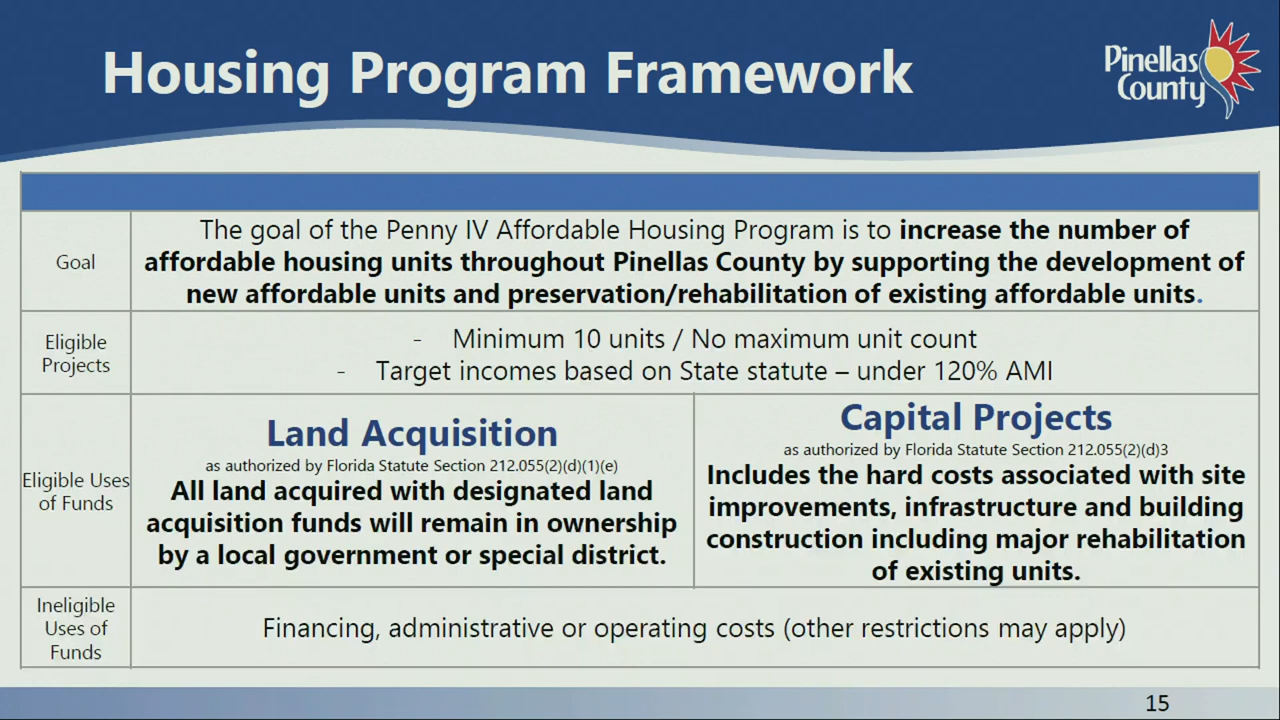 Housing Program Framework
Pinellas
County
Goal
The goal of the Penny IV Affordable Housing Program is to increase the number of
affordable housing units throughout Pinellas County by supporting the development of
new affordable units and preservation/rehabilitation of existing affordable units.
Eligible
Projects
- Minimum 10 units / No maximum unit count
- Target incomes based on State statute – under 120% AMI
Eligible Uses
of Funds
Land Acquisition
as authorized by Florida Statute Section 212.055(2)(d)(1)(e)
All land acquired with designated land
acquisition funds will remain in ownership
by a local government or special district.
Capital Projects
as authorized by Florida Statute Section 212.055(2)(d)3
Includes the hard costs associated with site
improvements, infrastructure and building
construction including major rehabilitation
of existing units.
Ineligible
Uses of
Funds
Financing, administrative or operating costs (other restrictions may apply)
15